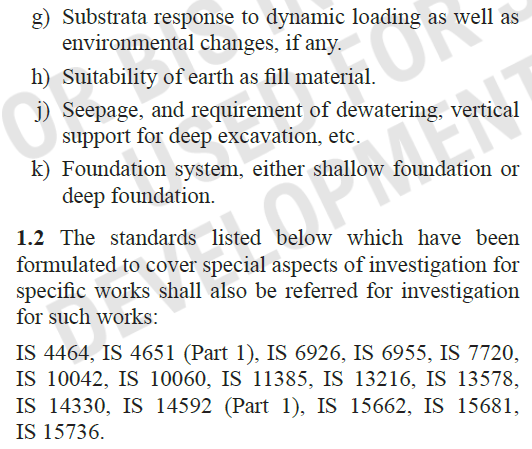 g) Substrata response to dynamic loading as well as
environmental changes, if any.
h) Suitability of earth as fill material.
j) Seepage, and requirement of dewatering, vertical
support for deep excavation, etc.
k) Foundation system, either shallow foundation or
deep foundation.
1.2 The standards listed below which have been
formulated to cover special aspects of investigation for
specific works shall also be referred for investigation
for such works:
IS 4464, IS 4651 (Part 1), IS 6926, IS 6955, IS 7720,
IS 10042, IS 10060, IS 11385, IS 13216, IS 13578,
IS 14330, IS 14592 (Part 1), IS 15662, IS 15681,
IS 15736.
OR BIS
USED FOR S
DEVELOPMENT